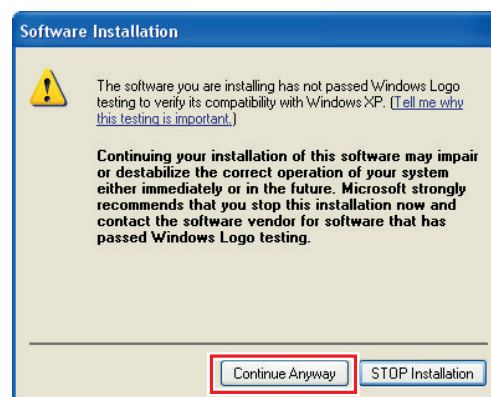 Software Installation
The software you are installing has not passed Windows Logo
testing to verify its compatibility with Windows XP. (Tell me why
this testing is important.)
Continuing your installation of this software may impair
or destabilize the correct operation of your system
either immediately or in the future. Microsoft strongly
recommends that you stop this installation now and
contact the software vendor for software that has
passed Windows Logo testing.
Continue Anyway
STOP Installation